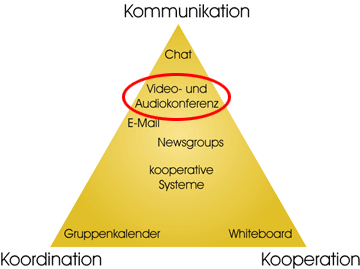 Kommunikation
Chat
Video- und
Audiokonferenz
E-Mail
Newsgroups
kooperative
Systeme
Gruppenkalender
Whiteboard
Koordination
Kooperation